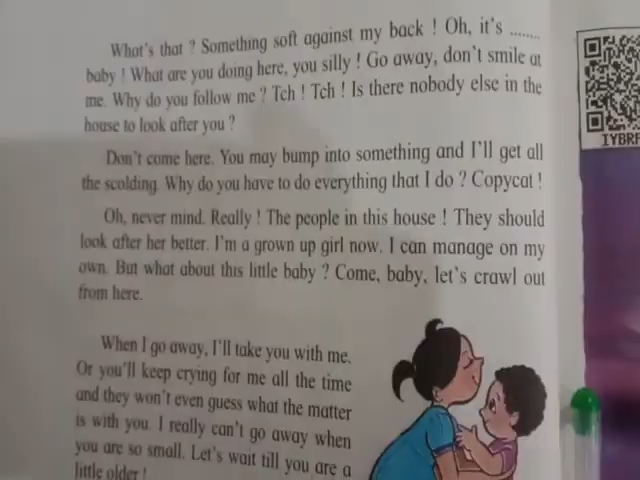 What's that ? Something soft against my back ! Oh, it's .......
baby ! What are you doing here, you silly ! Go away, don't smile at
me. Why do you follow me ? Tch ! Tch ! Is there nobody else in the
house to look after you ?
Don't come here. You may bump into something and I'll get all
the scolding. Why do you have to do everything that I do ? Copycat !
Oh, never mind. Really ! The people in this house ! They should
look after her better. I'm a grown up girl now. I can manage on my
own. But what about this little baby ? Come, baby, let's crawl out
from here.
When I go away, I'll take you with me.
Or you'll keep crying for me all the time
and they won't even guess what the matter
is with you. I really can't go away when
you are so small. Let's wait till you are a
little older !
IYBRF